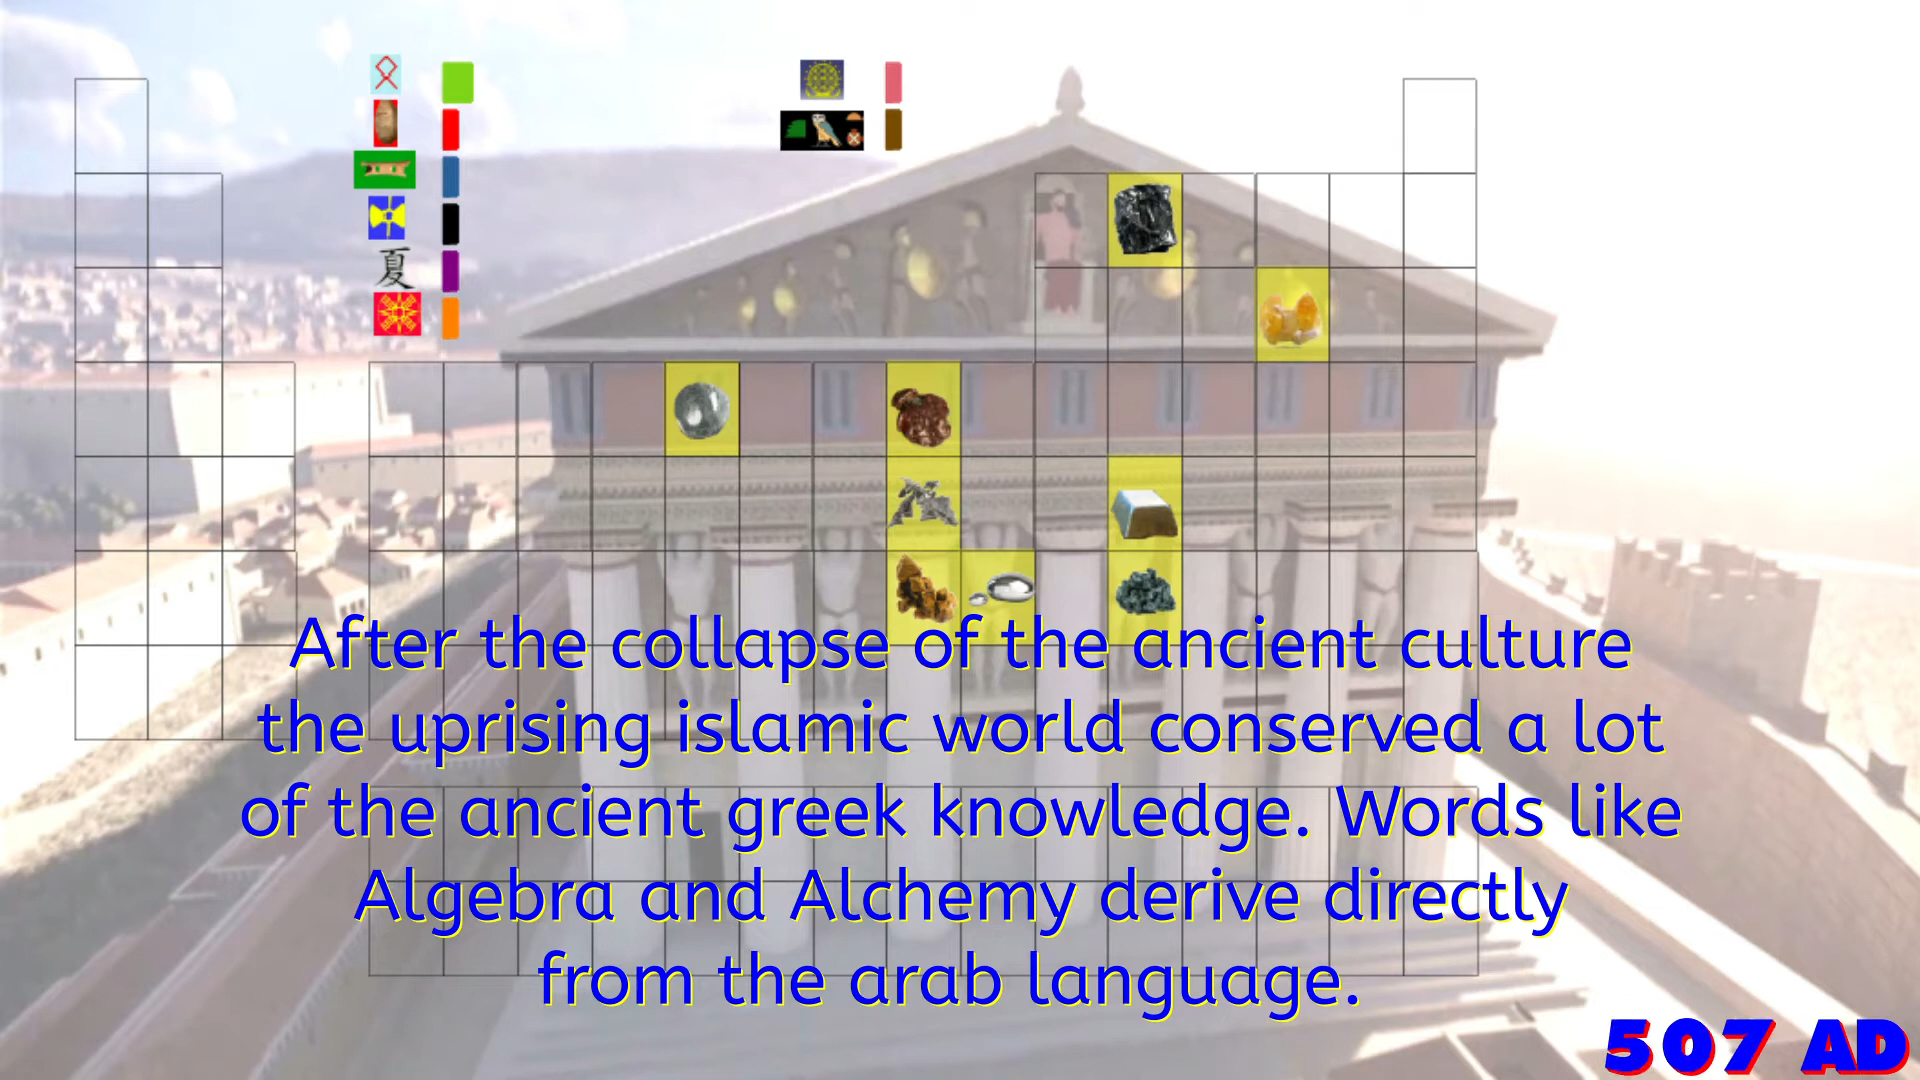 夏
After the collapse of the ancient culture
the uprising islamic world conserved a lot
of the ancient greek knowledge. Words like
Algebra and Alchemy derive directly
from the arab language.
507 AD